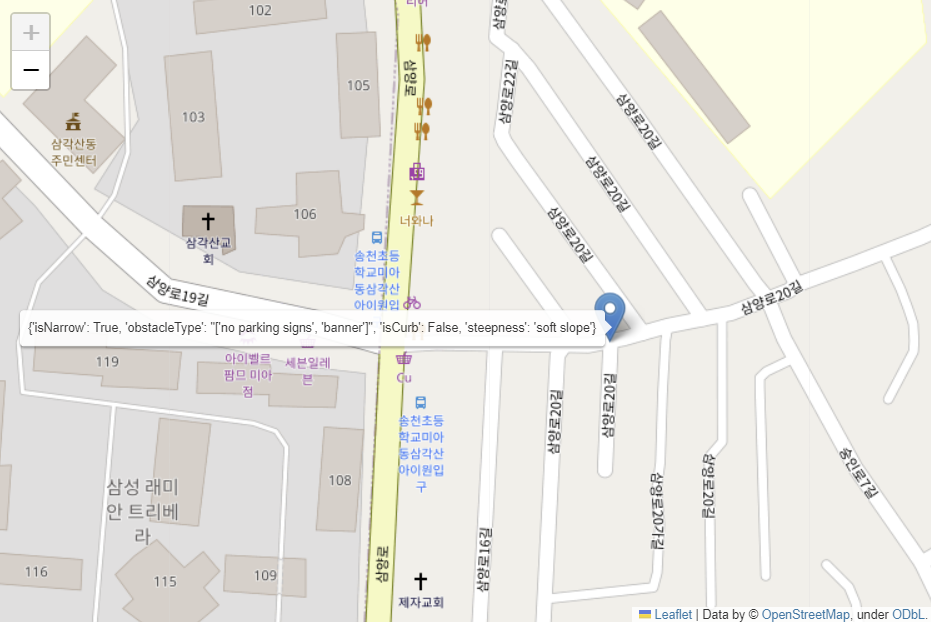 102
리어
삼양로
105
103
삼각산동
주민센터
106
너와나
삼각산교
회
송천초등
학교미아
동삼각산
아이원입
삼양로19길
삼양로22길
삼양로20길
삼양로20길
삼양로20길
삼양로20길
{'isNarrow': True, 'obstacleType': "['no parking signs', 'banner']", 'isCurb': False, 'steepness': 'soft slope'}
119
아이벨르
팜므 미아
점
세븐일레
븐
Cu
송천초등
학교미아
동삼각산
아이원입
구
삼양로20길
삼양로20길
삼양로20가길
삼양로20길
숭인로7길
108
삼성 래미
안 트리베
라
삼양로
삼양로16길
116
115
109
제자교회
+
−
Leaflet | Data by © OpenStreetMap, under ODbL.